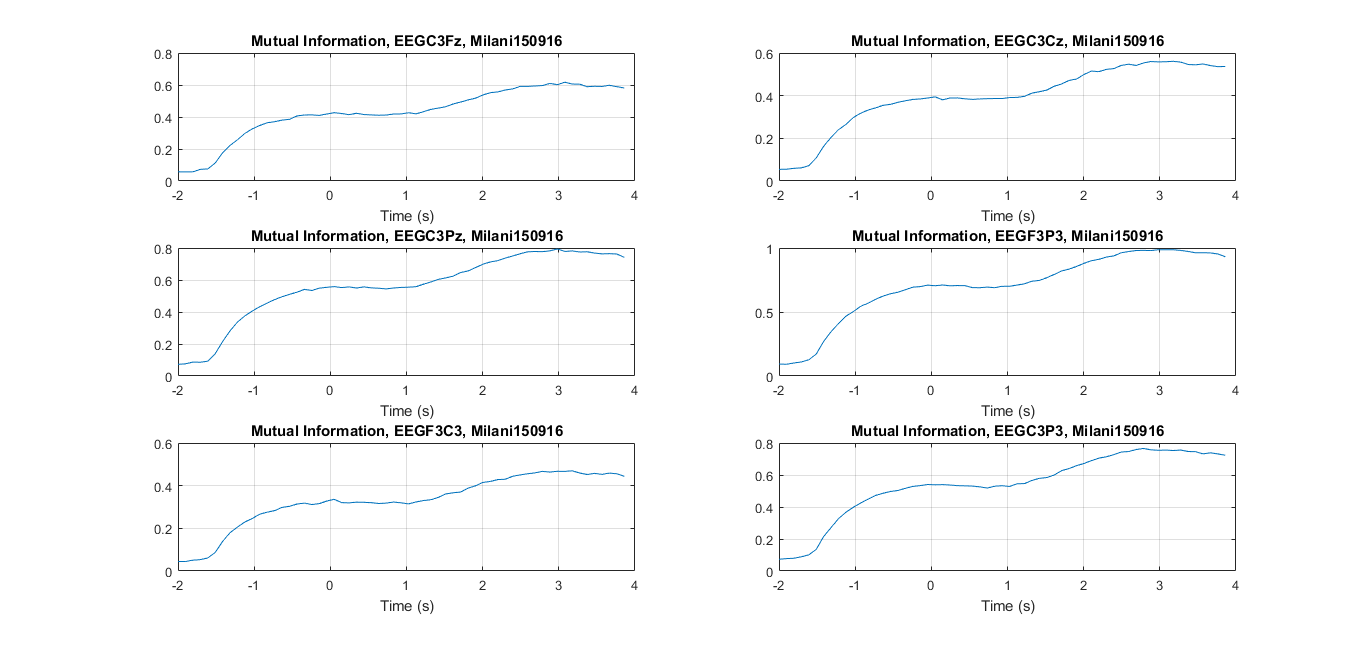 Mutual Information, EEGC3Fz, Milani150916
0.8
0.6
0.4
0.2
0
-2 -1 0 1 2 3 4
Time (s)
Mutual Information, EEGC3Cz, Milani150916
0.6
0.4
0.2
0
-2 -1 0 1 2 3 4
Time (s)
Mutual Information, EEGC3Pz, Milani150916
0.8
0.6
0.4
0.2
0
-2 -1 0 1 2 3 4
Time (s)
Mutual Information, EEGF3P3, Milani150916
1
0.5
0
-2 -1 0 1 2 3 4
Time (s)
Mutual Information, EEGF3C3, Milani150916
0.6
0.4
0.2
0
-2 -1 0 1 2 3 4
Time (s)
Mutual Information, EEGC3P3, Milani150916
0.8
0.6
0.4
0.2
0
-2 -1 0 1 2 3 4
Time (s)